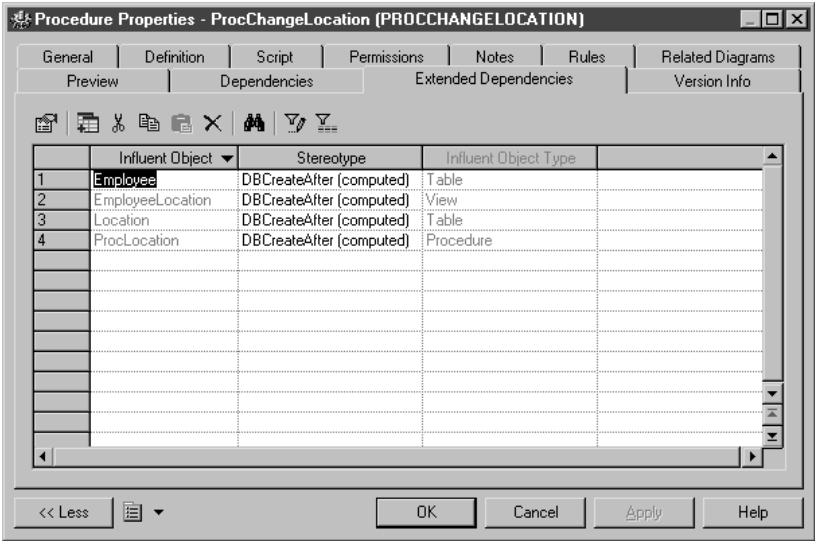 Procedure Properties - ProcChangeLocation (PROCCHANGELOCATION)
General Definition Script Permissions Notes Rules Related Diagrams
Preview Dependencies Extended Dependencies Version Info
Influent Object Stereotype Influent Object Type
1 Employee DBCreateAfter (computed) Table
2 EmployeeLocation DBCreateAfter (computed) View
3 Location DBCreateAfter (computed) Table
4 ProcLocation DBCreateAfter (computed) Procedure
<< Less OK Cancel Apply Help